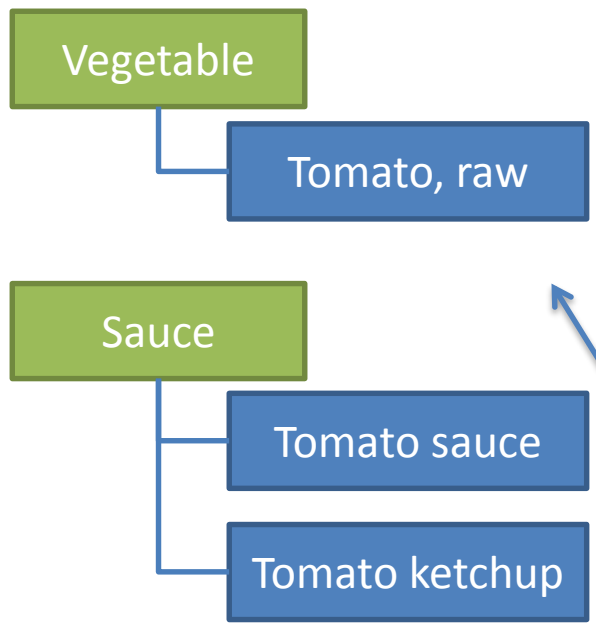 Vegetable
Tomato, raw
Sauce
Tomato sauce
Tomato ketchup